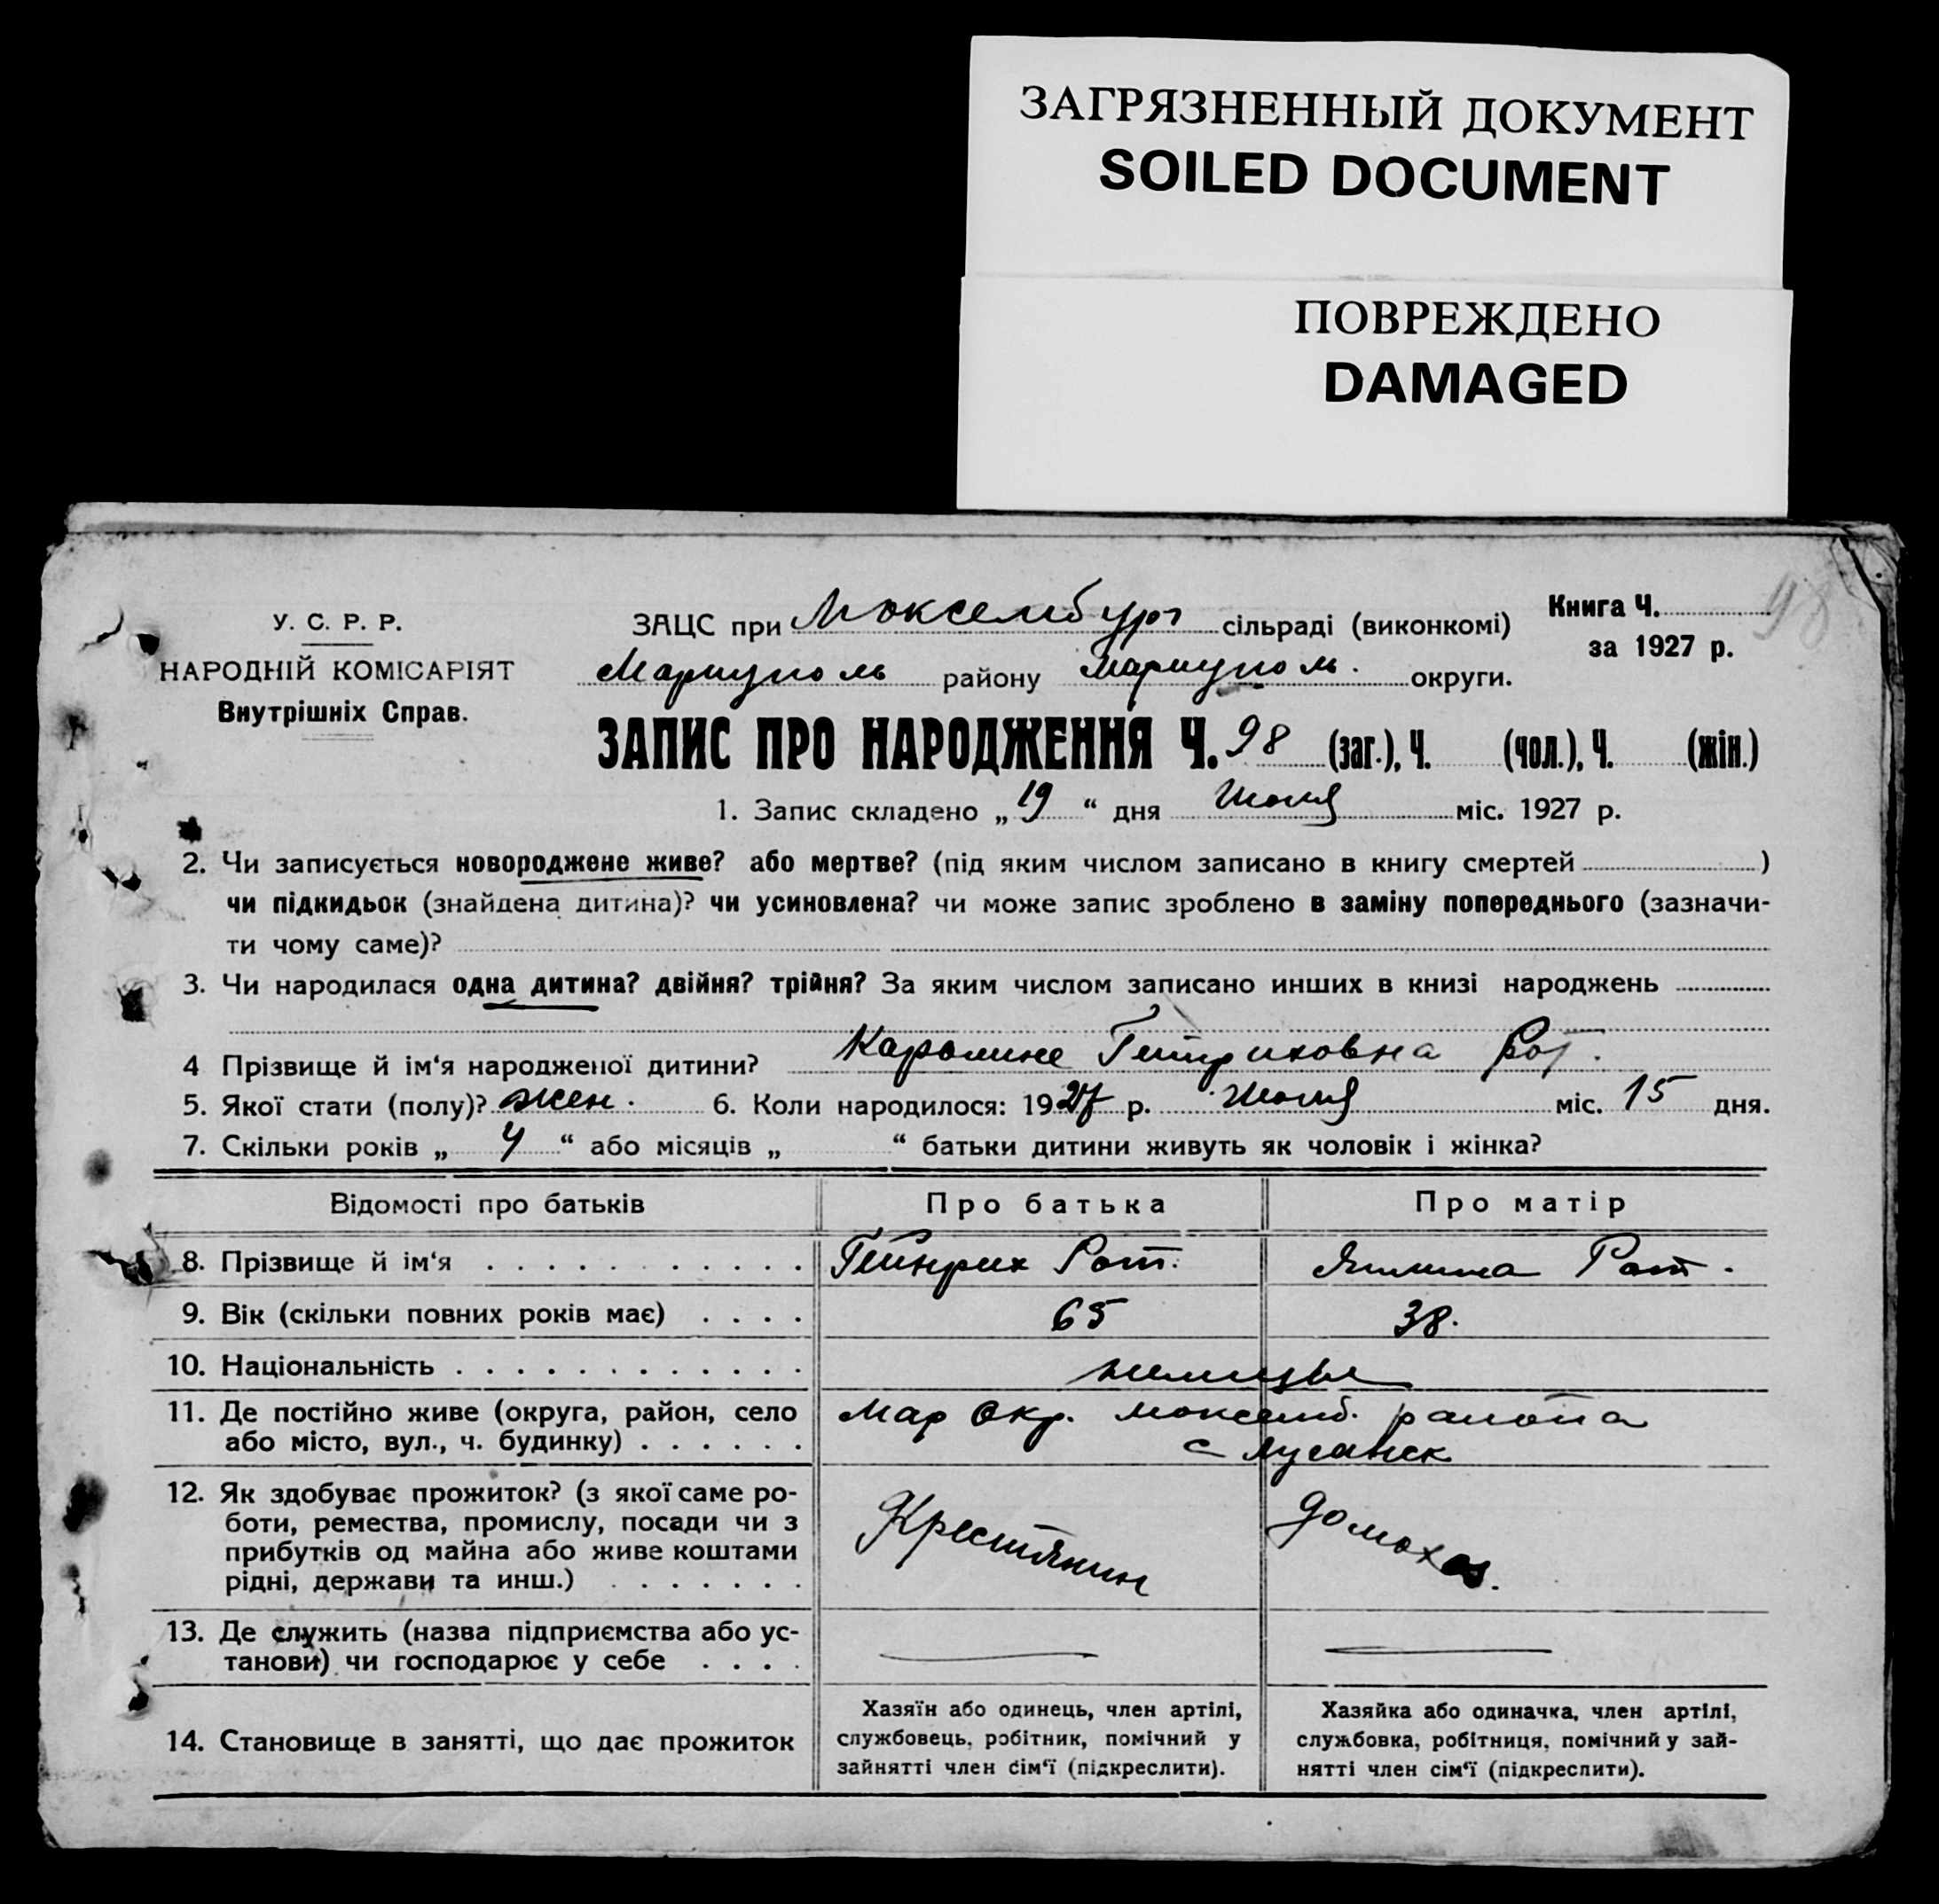 ЗАГРЯЗНЕННЫЙ ДОКУМЕНТ
SOILED DOCUMENT
ПОВРЕЖДЕНО
DAMAGED
98
У. С. Р. Р.
НАРОДНІЙ КОМІСАРІЯТ
Внутрішніх Справ.
ЗАЦС при Люксембург сільраді (виконкомі)
Книга Ч.
за 1927 р.
Мариуполь району Мариуполь. округи.
ЗАПИС ПРО НАРОДЖЕННЯ Ч. 98 (заг.), Ч. (чол.), Ч. (жін.)
1. Запис складено „ 19 “ дня міс. 1927 р.
2. Чи записується новороджене живе? або мертве? (під яким числом записано в книгу смертей )
чи підкидьок (знайдена дитина)? чи усиновлена? чи може запис зроблено в заміну попереднього (зазначи-
ти чому саме)?
3. Чи народилася одна дитина? двійня? трійня? За яким числом записано инших в книзі народжень
4 Прізвище й ім‘я народженої дитини? Каролине Гейнриховна Рот.
5. Якої стати (полу)? жен. 6. Коли народилося: 1927 р. міс. 15 дня.
7. Скільки років „ 4 “ або місяців „ “ батьки дитини живуть як чоловік і жінка?
Відомості про батьків Про батька Про матір
8. Прізвище й ім‘я . . . . . . . . . . . . Гейнрих Рот. Рот.
9. Вік (скільки повних років має) . . . . 65 38.
10. Національність . . . . . . . . . . . . . немцы
11. Де постійно живе (округа, район, село Мар Окр. Люксемб. района
або місто, вул., ч. будинку) . . . . . . с Луганск
12. Як здобуває прожиток? (з якої саме ро-
боти, ремества, промислу, посади чи з
прибутків од майна або живе коштами
рідні, держави та инш.) . . . . . . .
Крестянин
домохоз.
13. Де служить (назва підприємства або ус-
танови) чи господарює у себе . . . .
14. Становище в занятті, що дає прожиток
Хазяїн або одинець, член артілі,
службовець, робітник, помічний у
зайнятті член сім‘ї (підкреслити).
Хазяйка або одиначка, член артілі,
службовка, робітниця, помічний у зай-
нятті член сім‘ї (підкреслити).